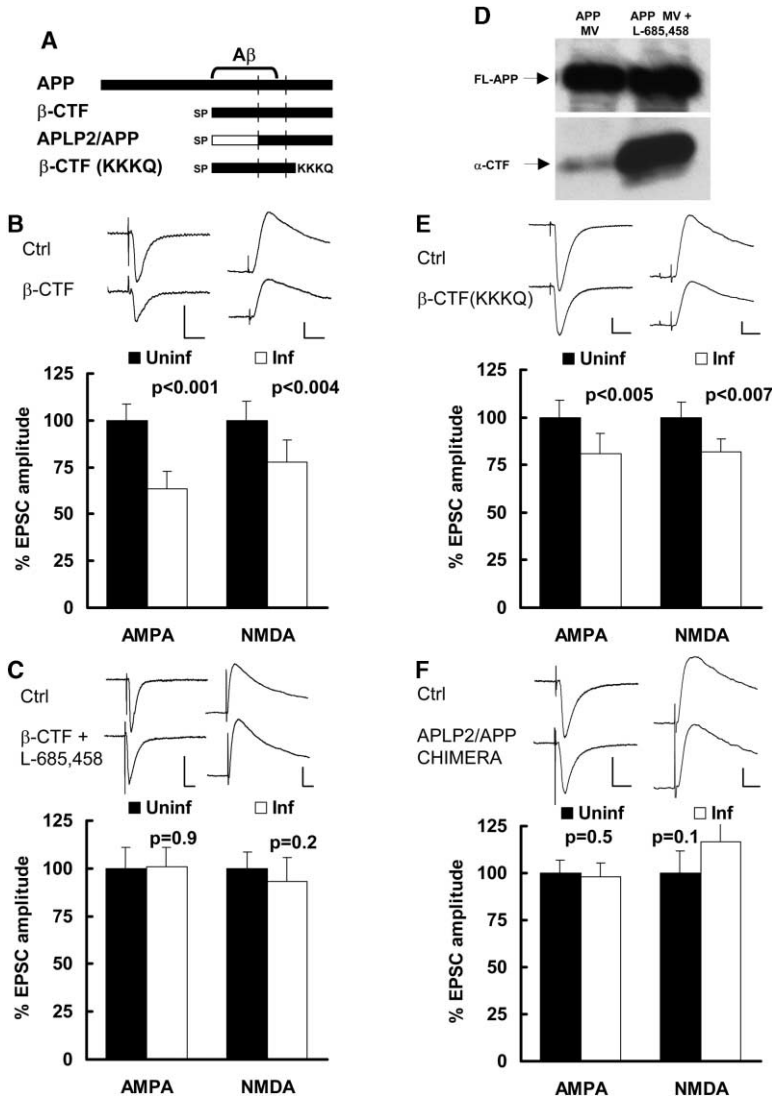 A
Aβ
APP
β-CTF SP
APLP2/APP SP
β-CTF (KKKQ) SP KKKQ
B
Ctrl
β-CTF
Uninf Inf
p<0.001 p<0.004
125
100
75
50
25
0
% EPSC amplitude
AMPA NMDA
C
Ctrl
β-CTF +
L-685,458
Uninf Inf
p=0.9 p=0.2
125
100
75
50
25
0
% EPSC amplitude
AMPA NMDA
D
APP MV
APP MV + L-685,458
FL-APP
α-CTF
E
Ctrl
β-CTF(KKKQ)
Uninf Inf
p<0.005 p<0.007
125
100
75
50
25
0
% EPSC amplitude
AMPA NMDA
F
Ctrl
APLP2/APP
CHIMERA
Uninf Inf
p=0.5 p=0.1
125
100
75
50
25
0
% EPSC amplitude
AMPA NMDA